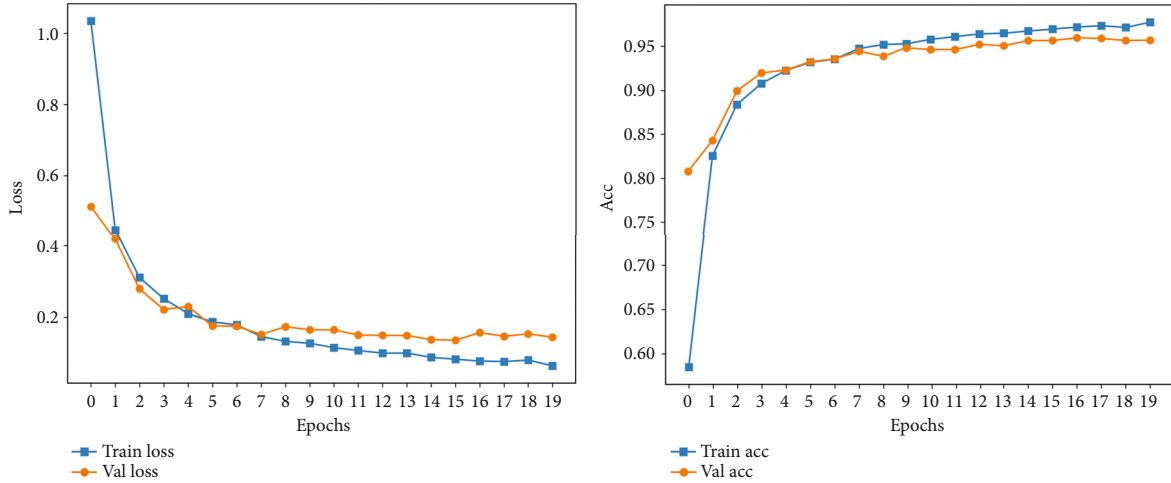 1.0
0.8
0.6
0.4
0.2
Loss
0 1 2 3 4 5 6 7 8 9 10 11 12 13 14 15 16 17 18 19
Epochs
Train loss
Val loss
0.95
0.90
0.85
0.80
0.75
0.70
0.65
0.60
Acc
0 1 2 3 4 5 6 7 8 9 10 11 12 13 14 15 16 17 18 19
Epochs
Train acc
Val acc